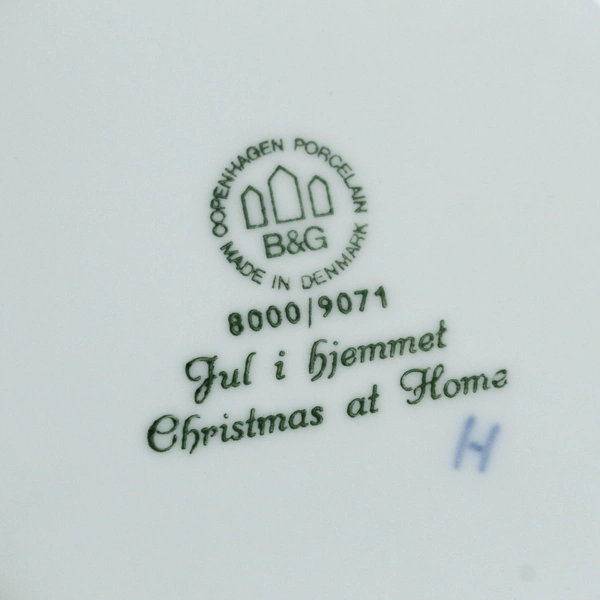 COPENHAGEN PORCELAIN
B&G
MADE IN DENMARK
8000|9071
Jul i hjemmet
Christmas at Home
H